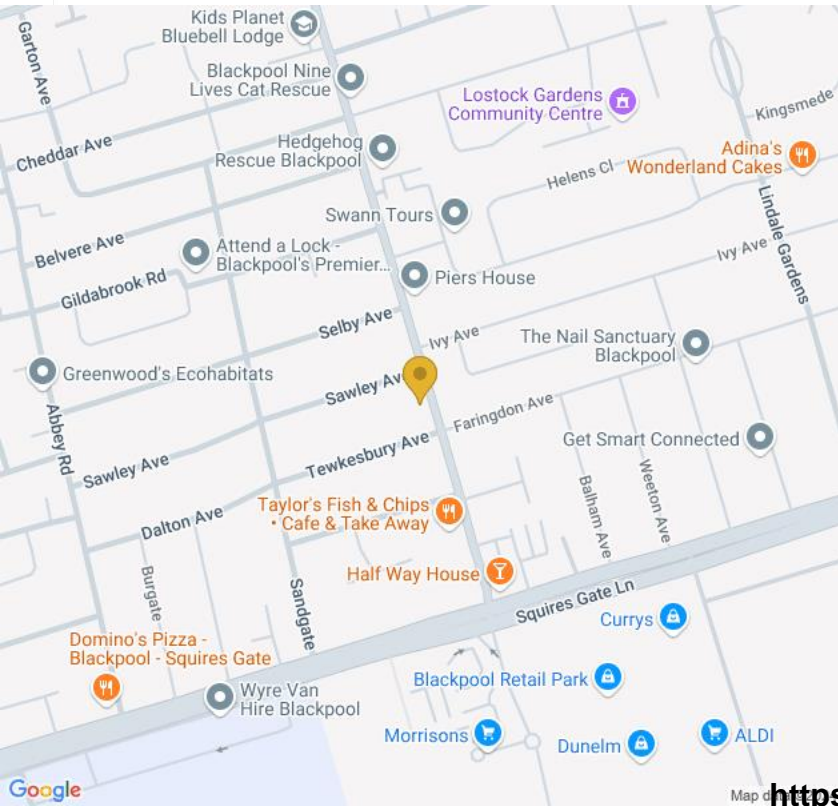 Kids Planet
Bluebell Lodge
Garton Ave
Blackpool Nine
Lives Cat Rescue
Lostock Gardens
Community Centre
Kingsmede
Cheddar Ave
Hedgehog
Rescue Blackpool
Adina's
Wonderland Cakes
Helens Cl
Swann Tours
Lindale Gardens
Belvere Ave
Attend a Lock -
Blackpool's Premier...
Ivy Ave
Gildabrook Rd
Piers House
Selby Ave
Ivy Ave
The Nail Sanctuary
Blackpool
Greenwood's Ecohabitats
Sawley Ave
Abbey Rd
Faringdon Ave
Tewkesbury Ave
Get Smart Connected
Sawley Ave
Weeton Ave
Balham Ave
Taylor's Fish & Chips
• Cafe & Take Away
Dalton Ave
Half Way House
Burgate
Sandgate
Squires Gate Ln
Currys
Domino's Pizza -
Blackpool - Squires Gate
Blackpool Retail Park
Wyre Van
Hire Blackpool
Morrisons
Dunelm
ALDI
Google
Map data
https